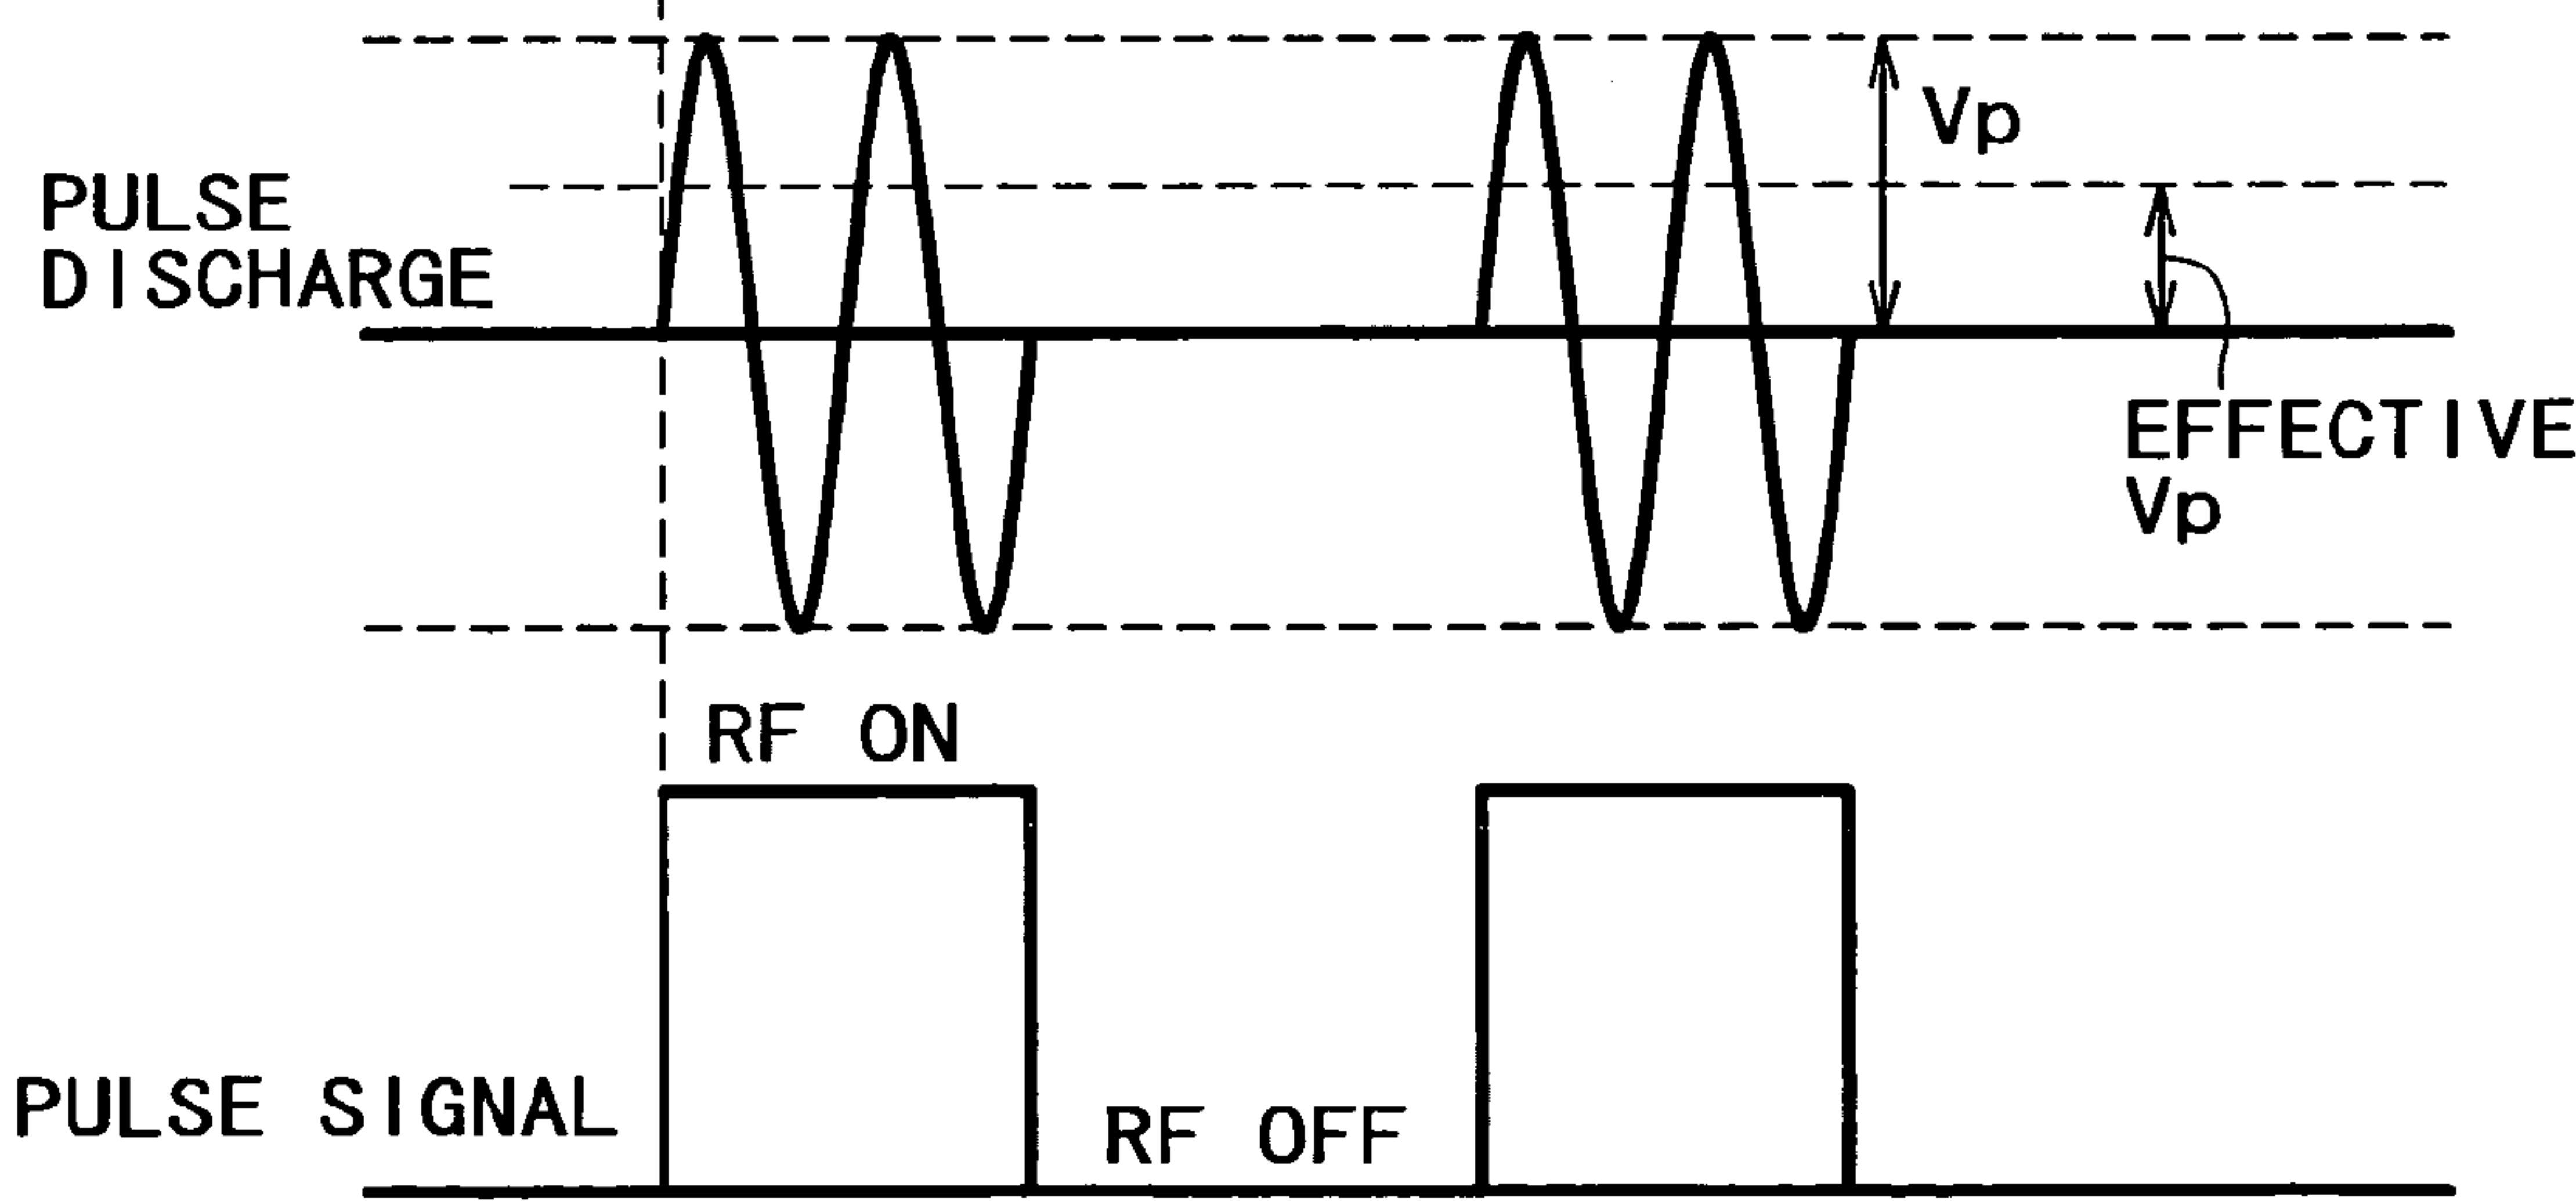 Vp
PULSE
DISCHARGE
EFFECTIVE
Vp
RF ON
PULSE SIGNAL
RF OFF